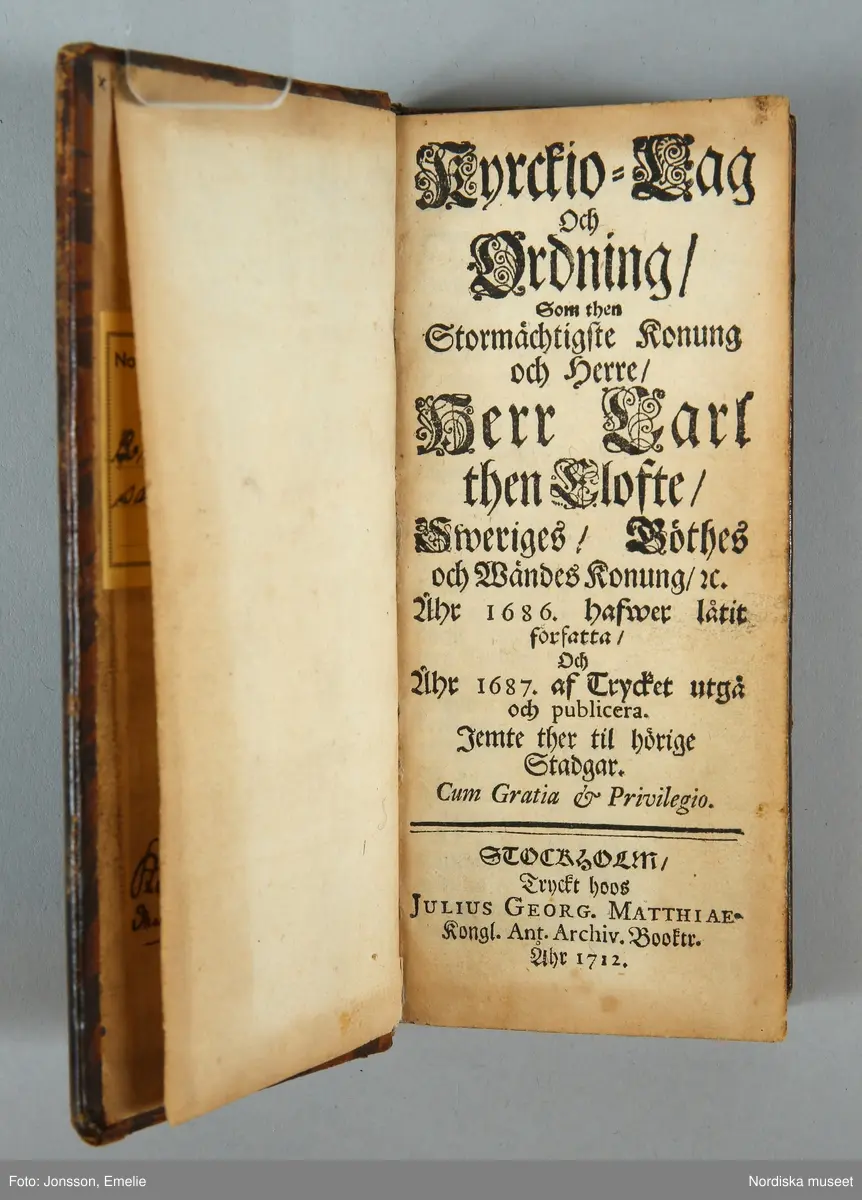 Kyrckio=Lag
Och
Ordning/
Som then
Stormächtigste Konung
och Herre/
Herr Carl
then Elofte/
Sweriges/ Göthes
och Wändes Konung/ ꝛc.
Åhr 1686. hafwer låtit
författa/
Och
Åhr 1687. af Trycket utgå
och publicera.
Jemte ther til hörige
Stadgar.
Cum Gratia & Privilegio.
STOCKHOLM/
Tryckt hoos
JULIUS GEORG. MATTHIAE
Kongl. Ant. Archiv. Booktr.
Åhr 1712.
Foto: Jonsson, Emelie
Nordiska museet